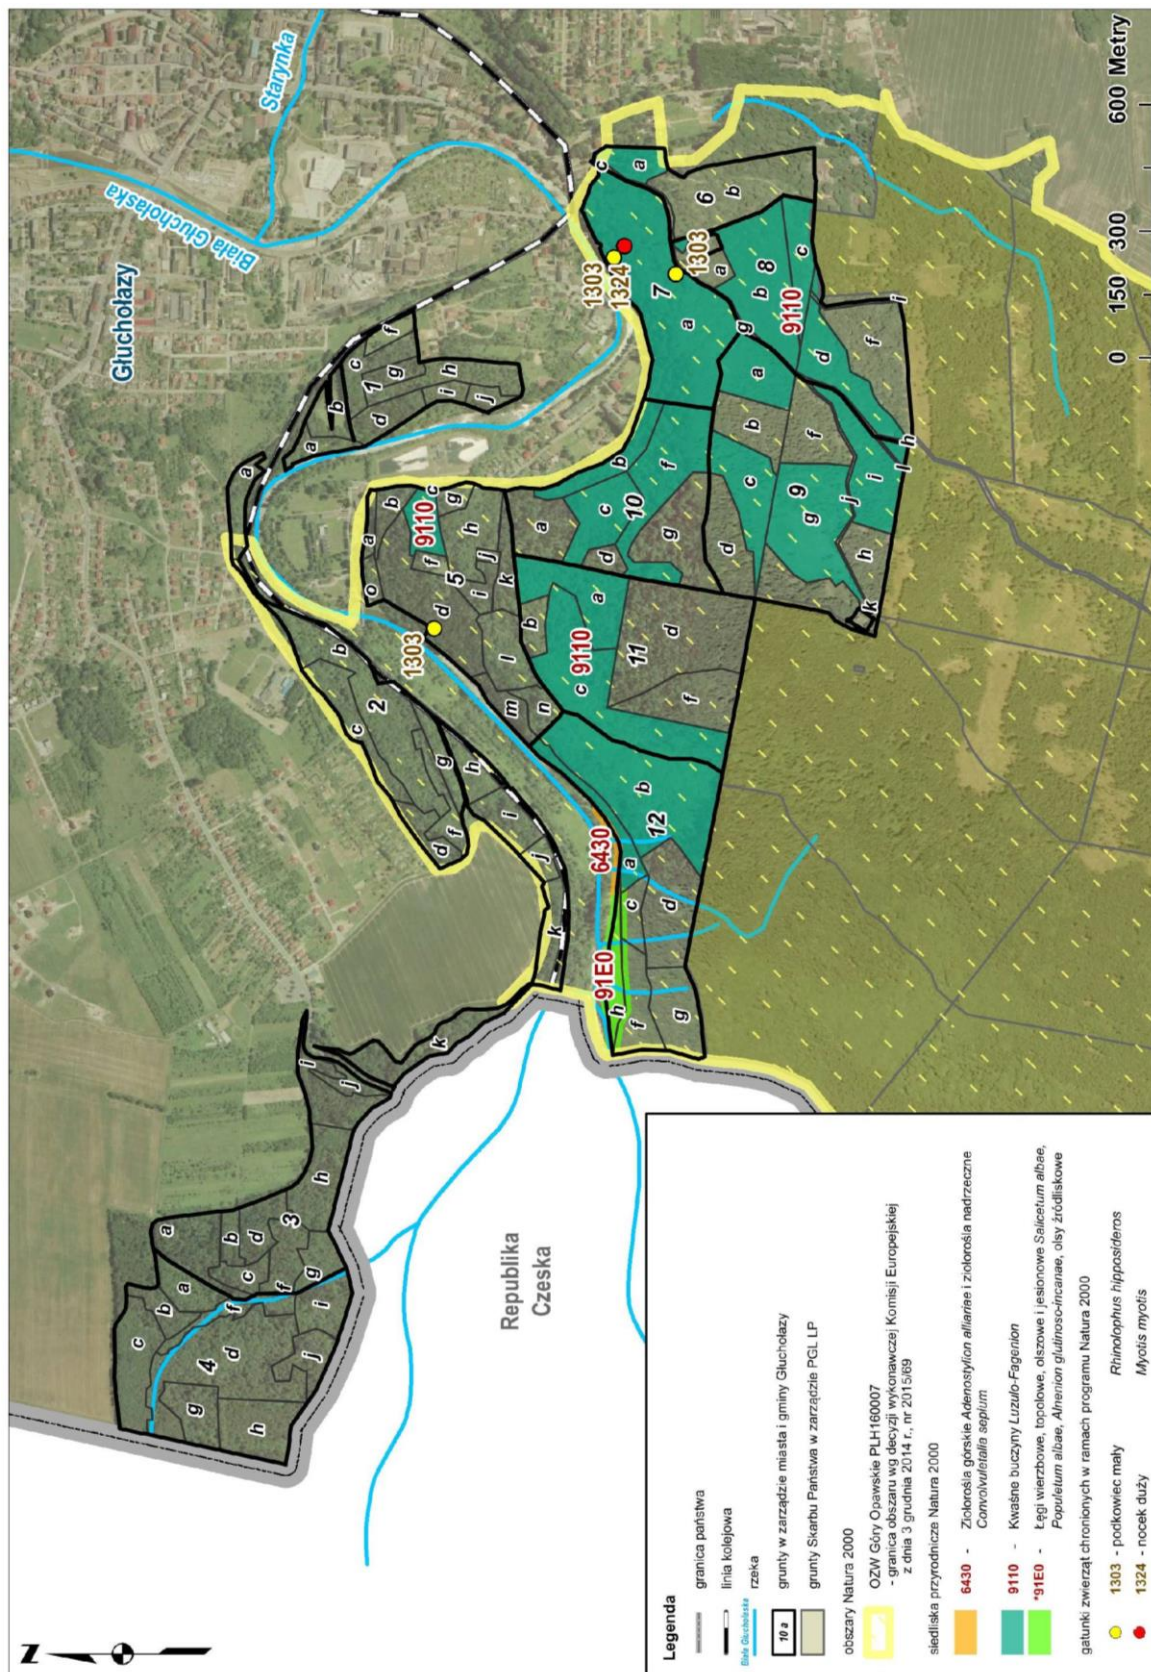 Głuchołazy
Biała Głuchołaska
Starynka
Republika
Czeska
1303
1324
1303
1303
9110
9110
9110
6430
91E0
1
a
b
c
d
f
g
h
i
j
a
2
b
c
d
f
g
h
i
j
k
k
3
a
b
c
d
f
g
h
i
j
4
a
b
c
d
f
g
h
i
j
f
5
a
b
c
d
f
g
h
i
j
k
l
m
n
o
6
a
b
c
7
a
g
8
a
b
c
d
f
g
h
i
9
a
b
c
d
f
g
h
i
j
k
l
10
a
b
c
d
f
g
11
a
b
c
d
f
12
a
b
c
d
f
g
h
0 150 300 600 Metry
N
Legenda
granica państwa
linia kolejowa
Biała Głuchołaska rzeka
10 a grunty w zarządzie miasta i gminy Głuchołazy
grunty Skarbu Państwa w zarządzie PGL LP
obszary Natura 2000
OZW Góry Opawskie PLH160007
- granica obszaru wg decyzji wykonawczej Komisji Europejskiej
z dnia 3 grudnia 2014 r., nr 2015/69
siedliska przyrodnicze Natura 2000
6430 - Ziołorośla górskie Adenostylion alliariae i ziołorośla nadrzeczne
Convolvuletalia sepium
9110 - Kwaśne buczyny Luzulo-Fagenion
*91E0 - Łęgi wierzbowe, topolowe, olszowe i jesionowe Salicetum albae,
Populetum albae, Alnenion glutinoso-incanae, olsy źródliskowe
gatunki zwierząt chronionych w ramach programu Natura 2000
1303 - podkowiec mały Rhinolophus hipposideros
1324 - nocek duży Myotis myotis